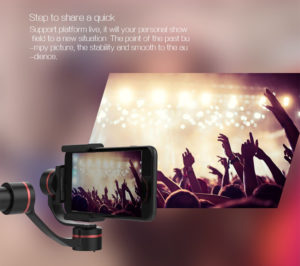 Step to share a quick
Support platform live, it will your personal show
field to a new situation. The point of the past bu
-mpy picture, the stability and smooth to the au
-dience.